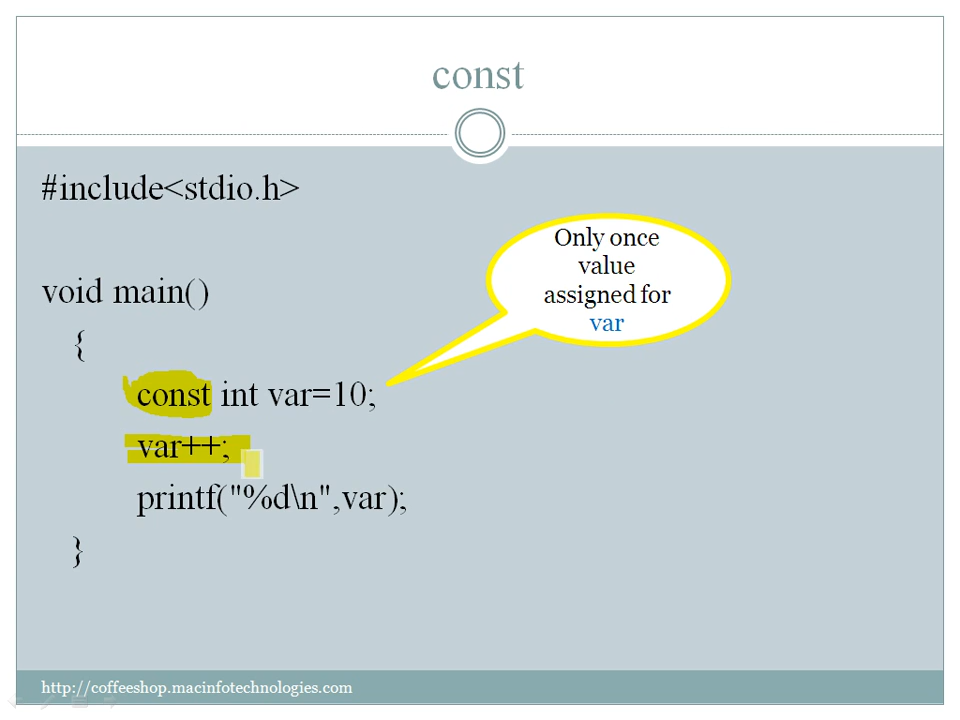 const
#include<stdio.h>
void main()
{
const int var=10;
var++;
printf("%d\n",var);
}
Only once
value
assigned for
var
http://coffeeshop.macinfotechnologies.com